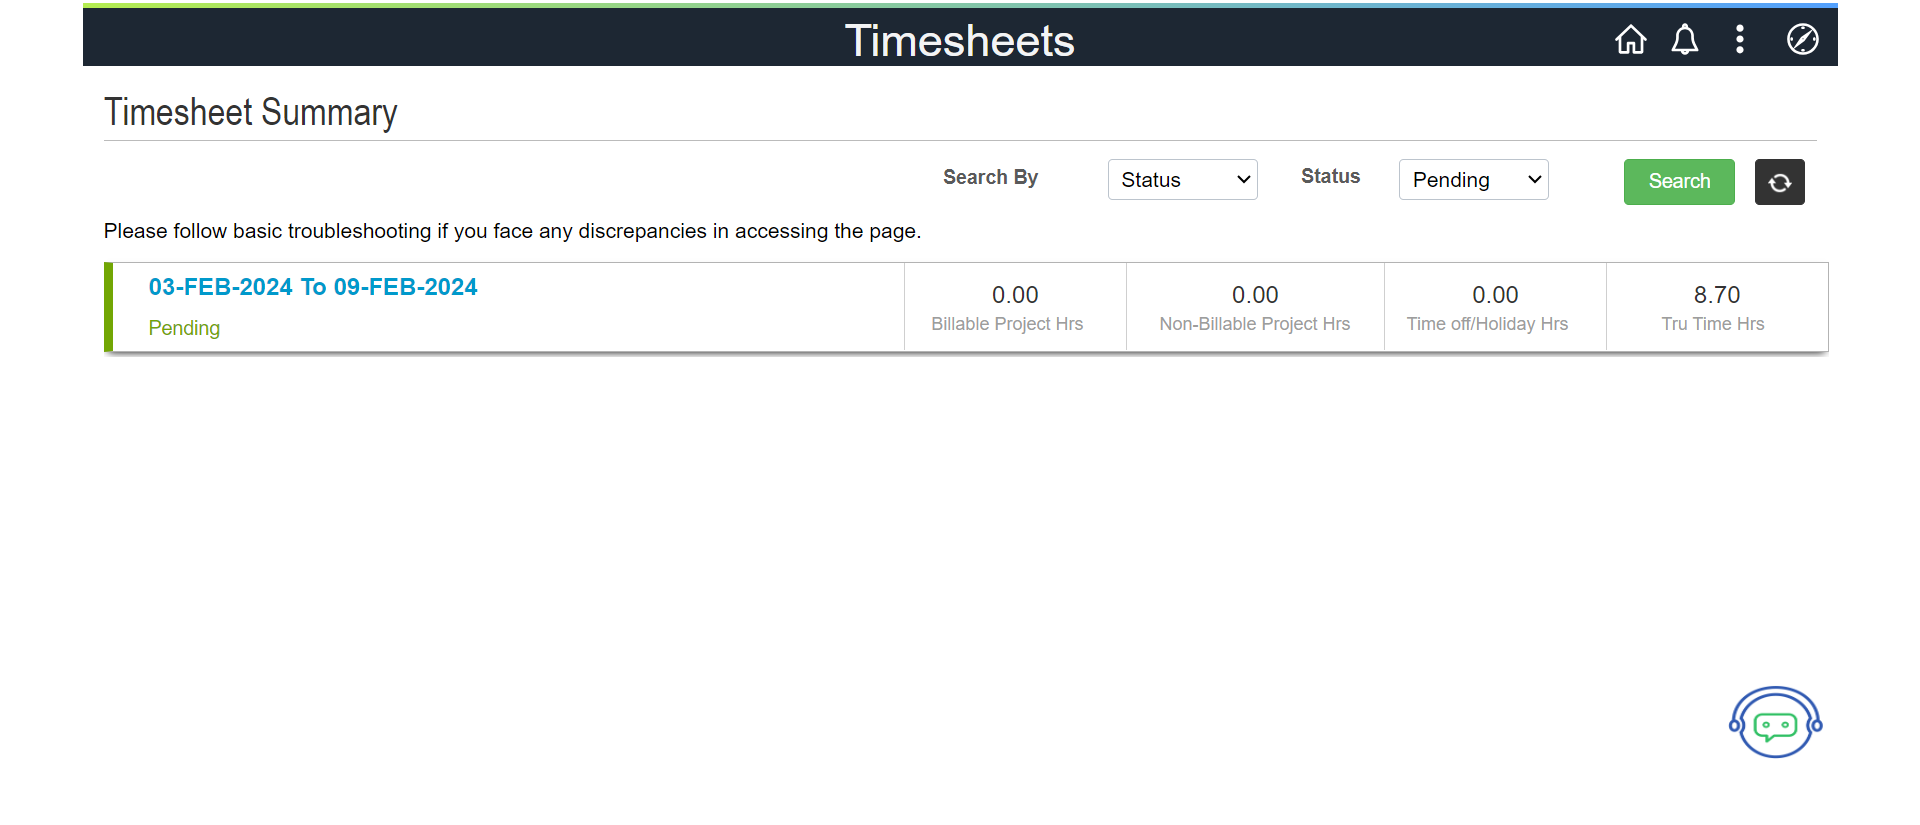 Timesheets
Timesheet Summary
Search By Status Status Pending Search
Please follow basic troubleshooting if you face any discrepancies in accessing the page.
03-FEB-2024 To 09-FEB-2024
Pending
0.00 0.00 0.00 8.70
Billable Project Hrs Non-Billable Project Hrs Time off/Holiday Hrs Tru Time Hrs